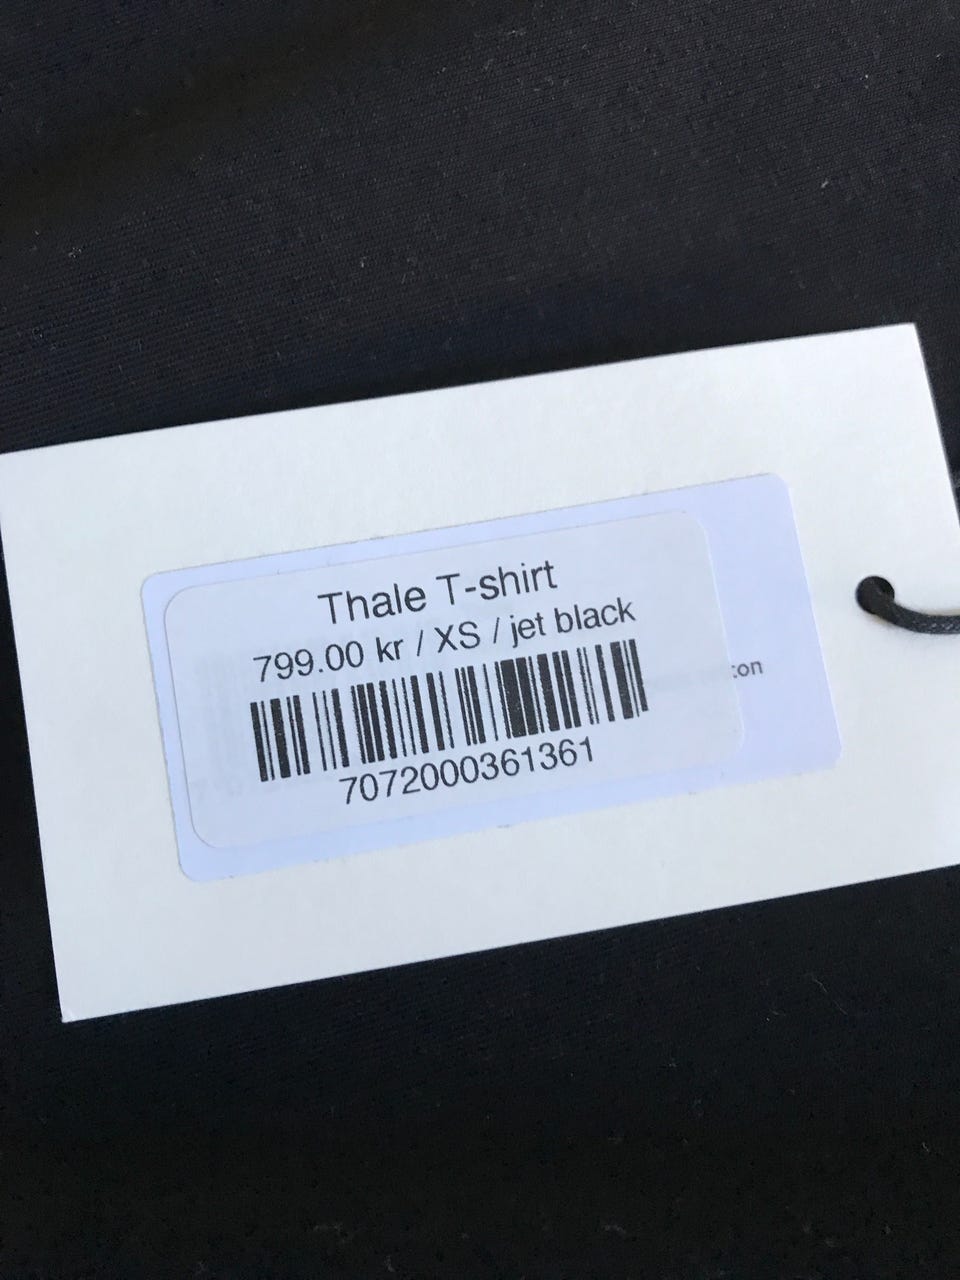 Thale T-shirt
799.00 kr / XS / jet black
7072000361361